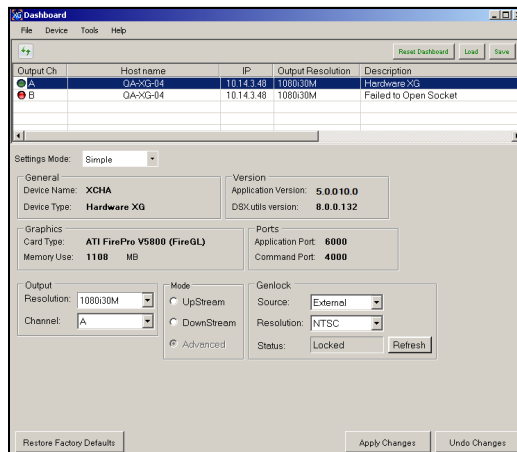 XG Dashboard
File Device Tools Help
Reset Dashboard Load Save
Output Ch Host name IP Output Resolution Description
A QA-XG-04 10.14.3.48 1080i30M Hardware XG
B QA-XG-04 10.14.3.48 1080i30M Failed to Open Socket
Settings Mode: Simple
General
Device Name: XCHA
Device Type: Hardware XG
Version
Application Version: 5.0.010.0
DSX.utils version: 8.0.0.132
Graphics
Card Type: ATI FirePro V5800 (FireGL)
Memory Use: 1108 MB
Ports
Application Port: 6000
Command Port: 4000
Output
Resolution: 1080i30M
Channel: A
Mode
UpStream
DownStream
Advanced
Genlock
Source: External
Resolution: NTSC
Status: Locked Refresh
Restore Factory Defaults Apply Changes Undo Changes